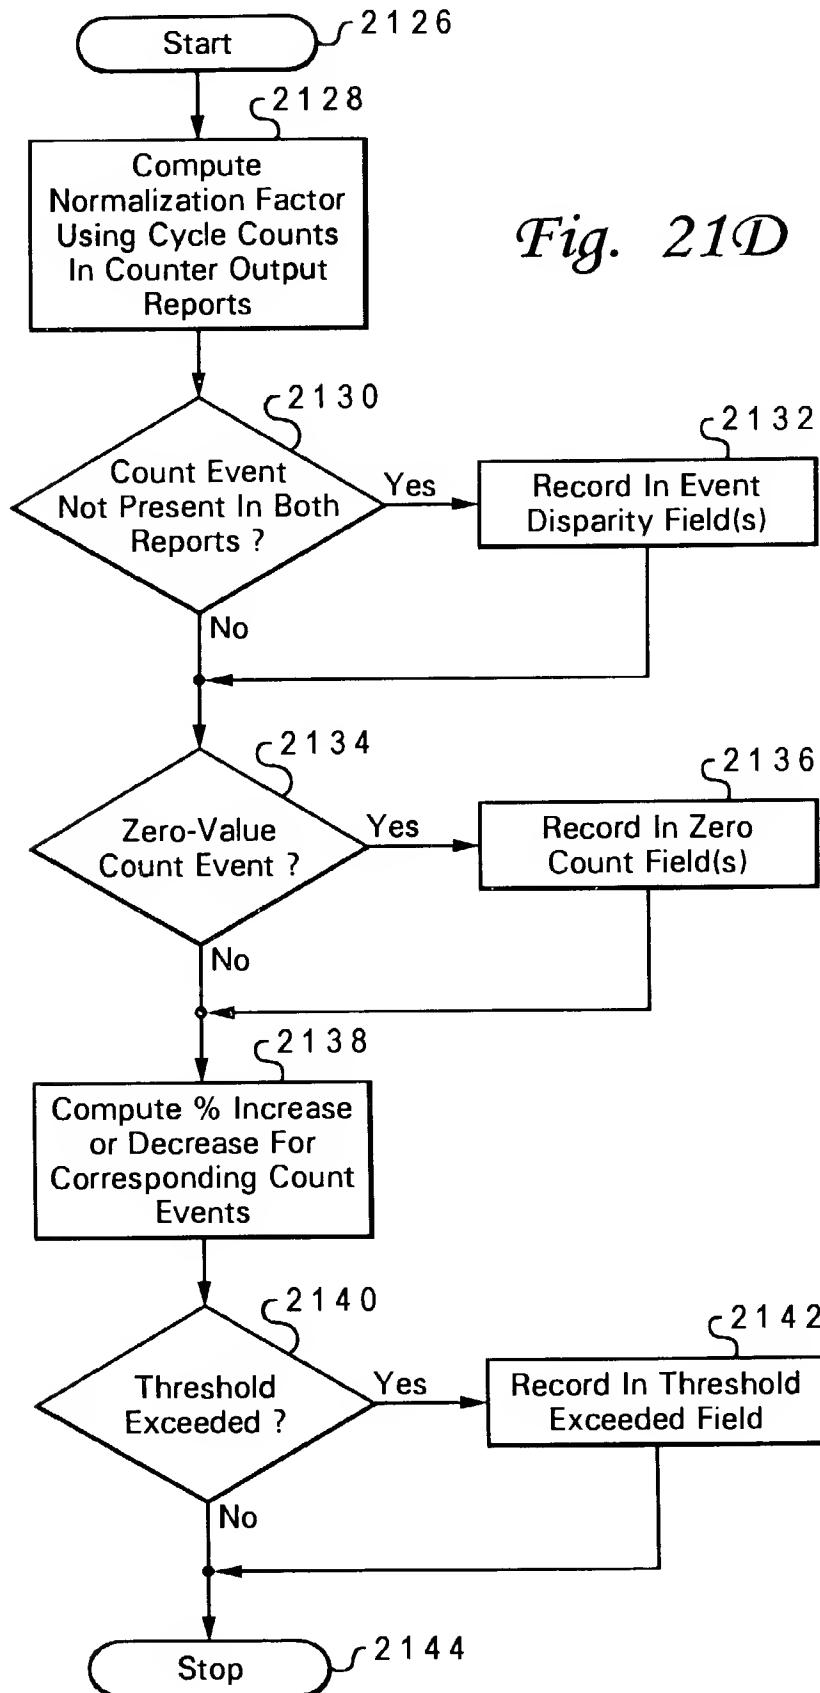 Start
2126
2128
Compute
Normalization Factor
Using Cycle Counts
In Counter Output
Reports
Fig. 21D
2130
Count Event
Not Present In Both
Reports ?
Yes
2132
Record In Event
Disparity Field(s)
No
2134
Zero-Value
Count Event ?
Yes
2136
Record In Zero
Count Field(s)
No
2138
Compute % Increase
or Decrease For
Corresponding Count
Events
2140
Threshold
Exceeded ?
Yes
2142
Record In Threshold
Exceeded Field
No
Stop
2144